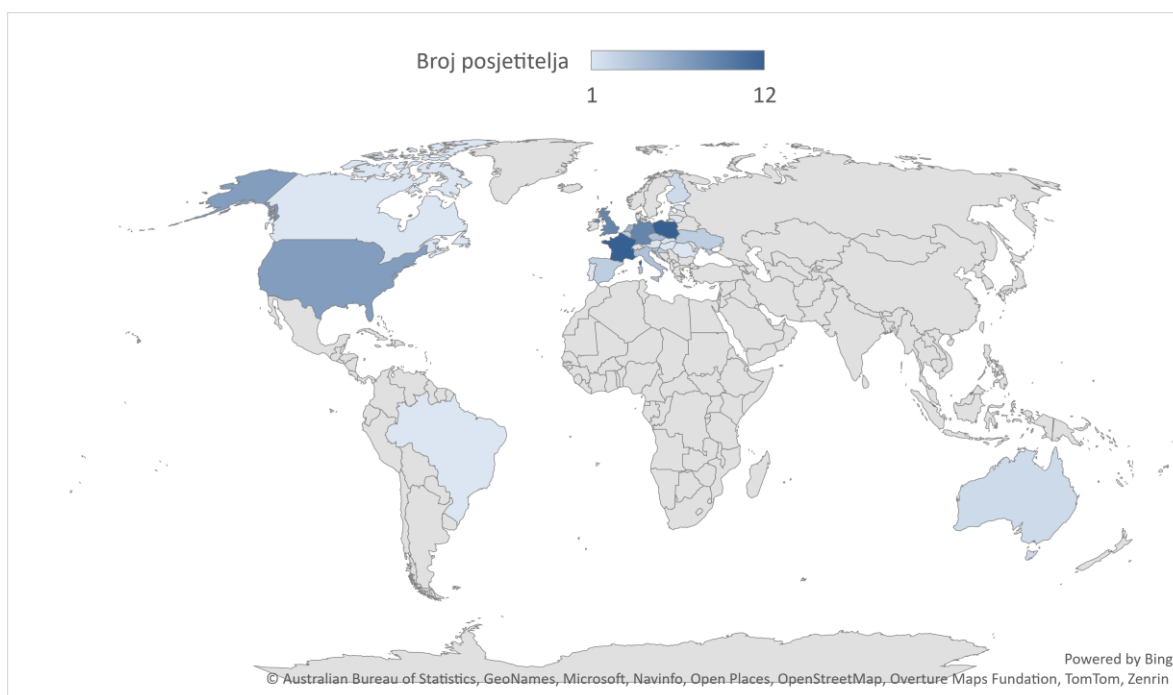 Broj posjetitelja
1 12
Powered by Bing
© Australian Bureau of Statistics, GeoNames, Microsoft, Navinfo, Open Places, OpenStreetMap, Overture Maps Fundation, TomTom, Zenrin